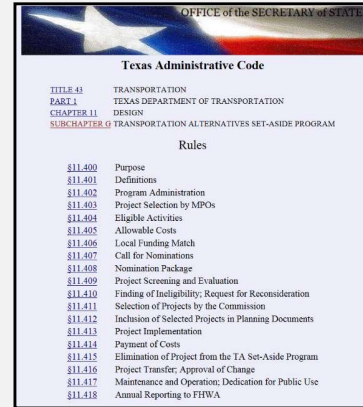 OFFICE of the SECRETARY of STATE
Texas Administrative Code
TITLE 43 TRANSPORTATION
PART 1 TEXAS DEPARTMENT OF TRANSPORTATION
CHAPTER 11 DESIGN
SUBCHAPTER G TRANSPORTATION ALTERNATIVES SET-ASIDE PROGRAM
Rules
§11.400 Purpose
§11.401 Definitions
§11.402 Program Administration
§11.403 Project Selection by MPOs
§11.404 Eligible Activities
§11.405 Allowable Costs
§11.406 Local Funding Match
§11.407 Call for Nominations
§11.408 Nomination Package
§11.409 Project Screening and Evaluation
§11.410 Finding of Ineligibility; Request for Reconsideration
§11.411 Selection of Projects by the Commission
§11.412 Inclusion of Selected Projects in Planning Documents
§11.413 Project Implementation
§11.414 Payment of Costs
§11.415 Elimination of Project from the TA Set-Aside Program
§11.416 Project Transfer; Approval of Change
§11.417 Maintenance and Operation; Dedication for Public Use
§11.418 Annual Reporting to FHWA